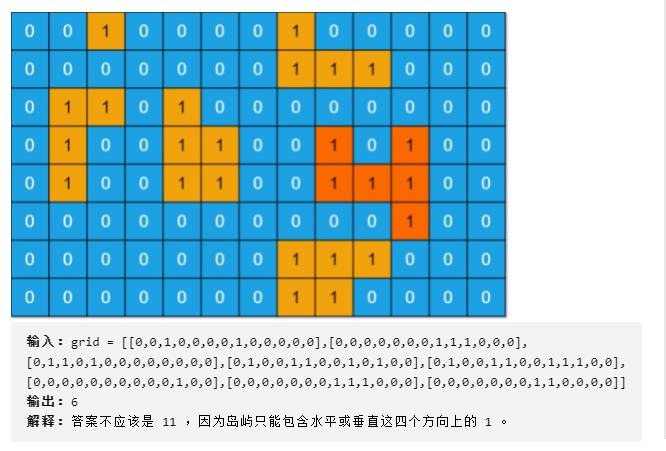 0 0 1 0 0 0 0 1 0 0 0 0 0
0 0 0 0 0 0 0 1 1 1 0 0 0
0 1 1 0 1 0 0 0 0 0 0 0 0
0 1 0 0 1 1 0 0 1 0 1 0 0
0 1 0 0 1 1 0 0 1 1 1 0 0
0 0 0 0 0 0 0 0 0 0 1 0 0
0 0 0 0 0 0 0 1 1 1 0 0 0
0 0 0 0 0 0 0 1 1 0 0 0 0
输入: grid = [[0,0,1,0,0,0,0,1,0,0,0,0,0],[0,0,0,0,0,0,0,1,1,1,0,0,0],
[0,1,1,0,1,0,0,0,0,0,0,0,0],[0,1,0,0,1,1,0,0,1,0,1,0,0],[0,1,0,0,1,1,0,0,1,1,1,0,0],
[0,0,0,0,0,0,0,0,0,0,1,0,0],[0,0,0,0,0,0,0,1,1,1,0,0,0],[0,0,0,0,0,0,0,1,1,0,0,0,0]]
输出: 6
解释: 答案不应该是 11 ，因为岛屿只能包含水平或垂直这四个方向上的 1 。